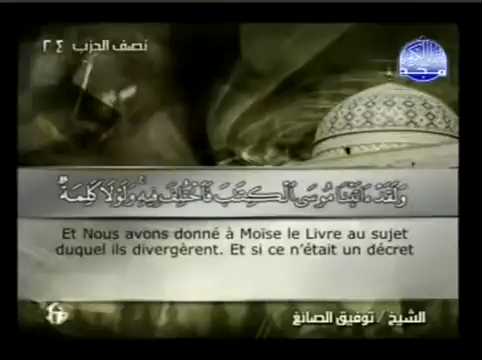 نصف الحزب ٢٤
مجد
وَلَقَدْ ءَاتَيْنَا مُوسَى ٱلْكِتَٰبَ فَٱخْتُلِفَ فِيهِ ۚ وَلَوْلَا كَلِمَةٌ
Et Nous avons donné à Moïse le Livre au sujet
duquel ils divergèrent. Et si ce n'était un décret
الشيخ / توفيق الصائغ